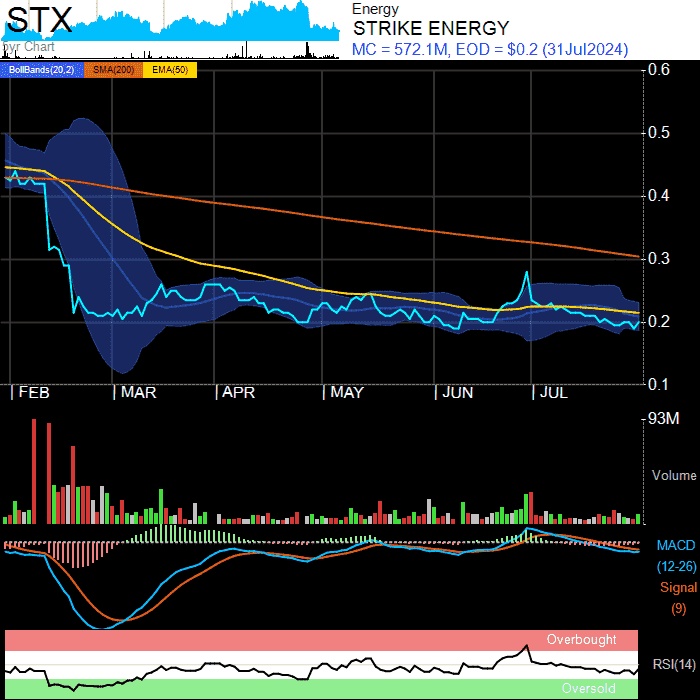 STX
6yr Chart
Energy
STRIKE ENERGY
MC = 572.1M, EOD = $0.2 (31Jul2024)
BollBands(20,2) SMA(200) EMA(50)
0.6
0.5
0.4
0.3
0.2
0.1
FEB MAR APR MAY JUN JUL
93M
Volume
MACD
(12-26)
Signal
(9)
Overbought
RSI(14)
Oversold